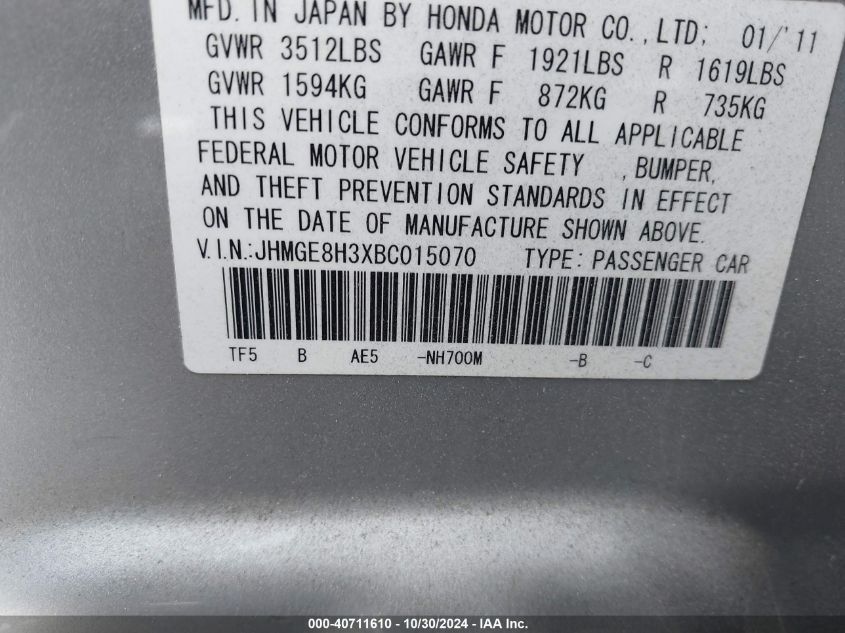 MFD. IN JAPAN BY HONDA MOTOR CO.,LTD; 01/'11
GVWR 3512LBS GAWR F 1921LBS R 1619LBS
GVWR 1594KG GAWR F 872KG R 735KG
THIS VEHICLE CONFORMS TO ALL APPLICABLE
FEDERAL MOTOR VEHICLE SAFETY ,BUMPER,
AND THEFT PREVENTION STANDARDS IN EFFECT
ON THE DATE OF MANUFACTURE SHOWN ABOVE.
V.I.N.:JHMGE8H3XBC015070 TYPE: PASSENGER CAR
TF5 B AE5 -NH700M -B -C
000-40711610 - 10/30/2024 - IAA Inc.